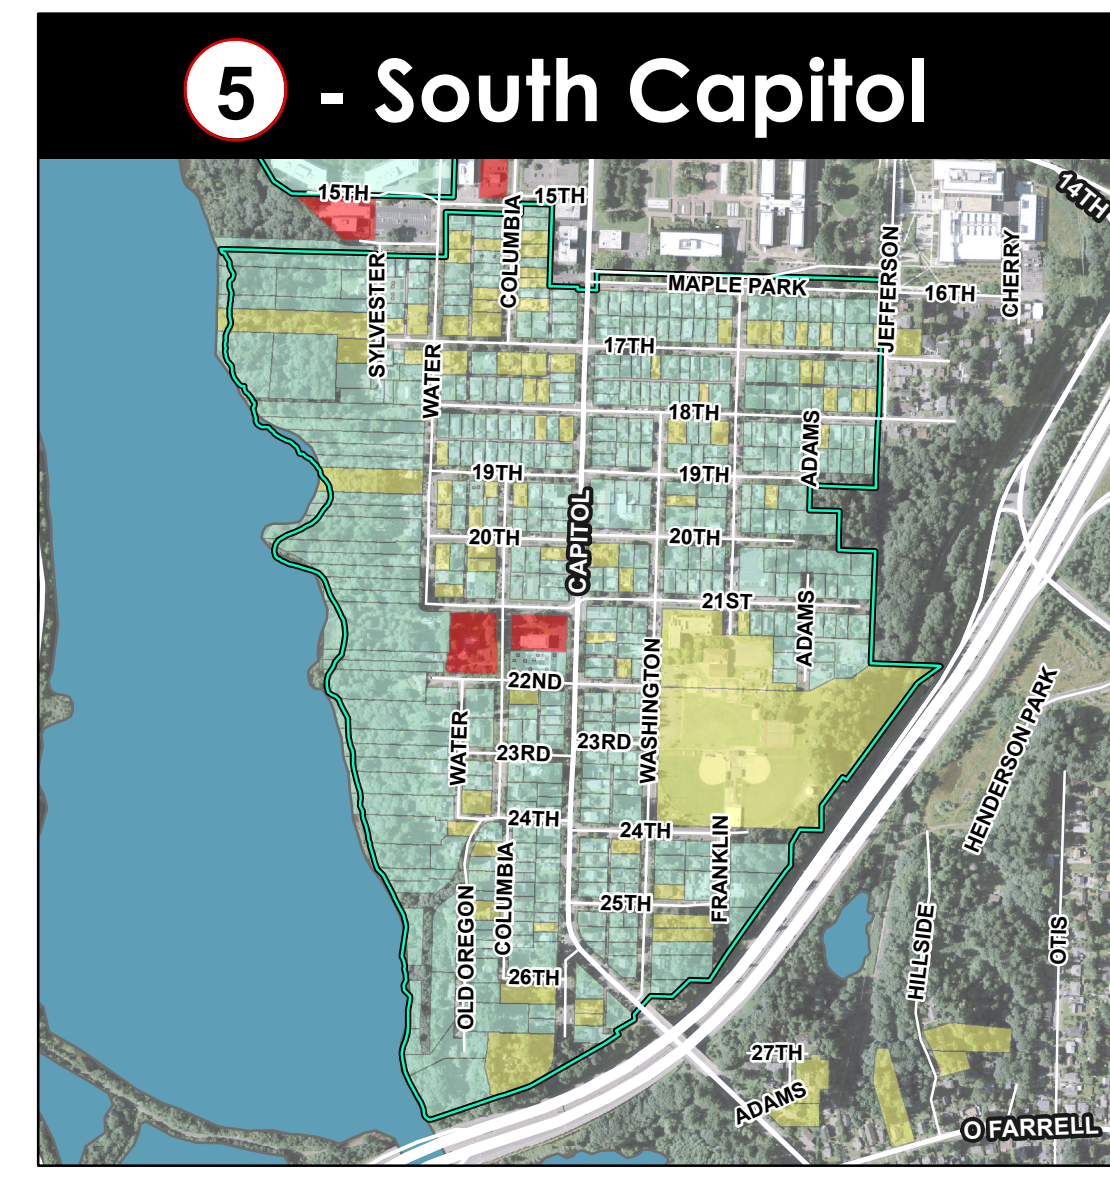 5 - South Capitol
15TH
15TH
14TH
COLUMBIA
SYLVESTER
JEFFERSON
CHERRY
MAPLE PARK
16TH
17TH
WATER
18TH
ADAMS
19TH
19TH
CAPITOL
20TH
20TH
21ST
ADAMS
WASHINGTON
22ND
HENDERSON PARK
WATER
23RD
23RD
24TH
24TH
FRANKLIN
COLUMBIA
25TH
OLD OREGON
HILLSIDE
OTIS
26TH
27TH
ADAMS
O FARRELL